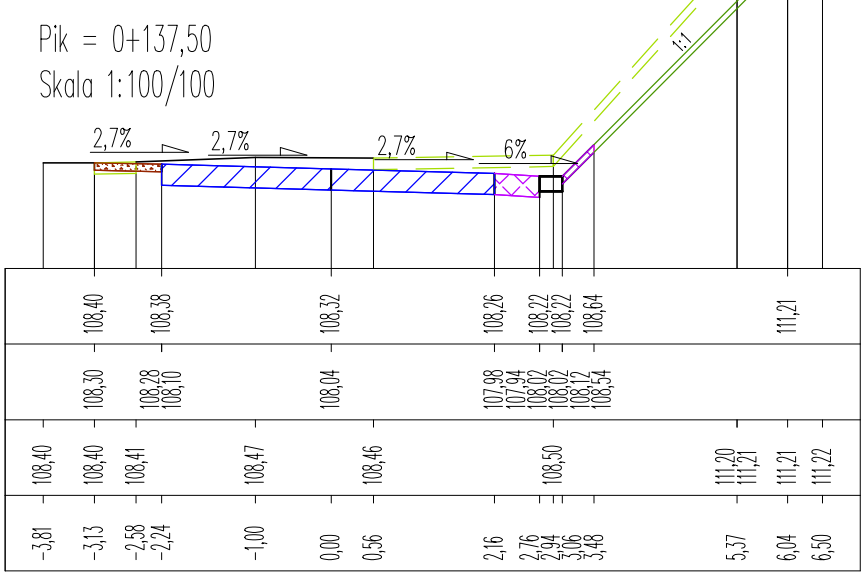 Pik = 0+137,50
Skala 1:100/100
1:1
2,7% 2,7% 2,7% 6%
108,40 108,38 108,32 108,26 108,22 108,22 108,64 111,21
108,30 108,28 108,10 108,04 107,98 107,94 108,02 108,02 108,12 108,54
108,40 108,40 108,41 108,47 108,46 108,50 111,20 111,21 111,21 111,22
-3,81 -3,13 -2,58 -2,24 -1,00 0,00 0,56 2,16 2,76 2,94 3,06 3,48 5,37 6,04 6,50